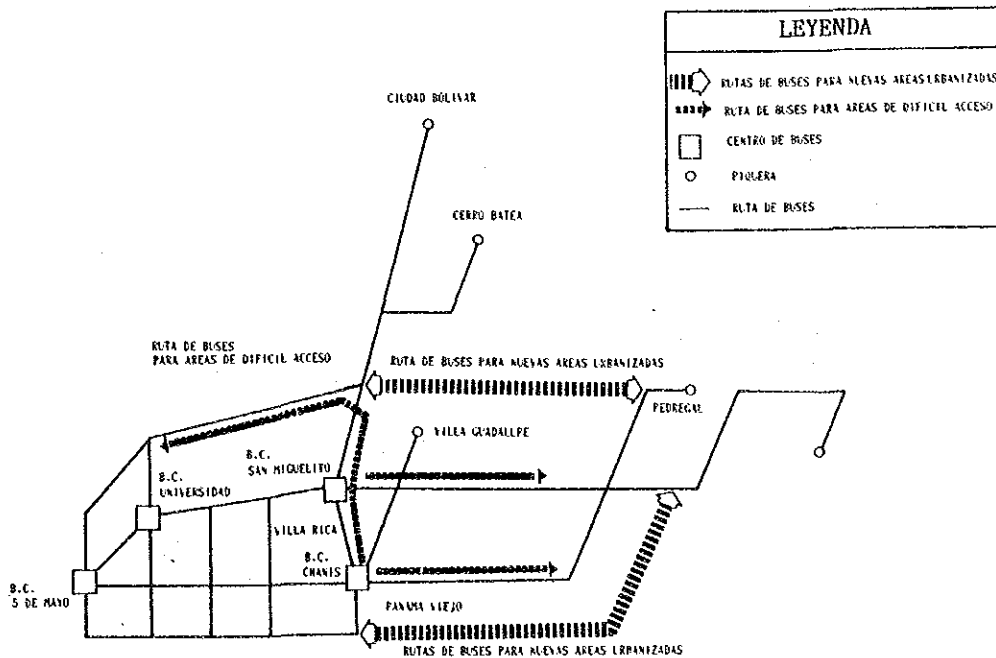 LEYENDA
RUTAS DE BUSES PARA NUEVAS AREAS URBANIZADAS
RUTA DE BUSES PARA AREAS DE DIFICIL ACCESO
CENTRO DE BUSES
PIQUERA
RUTA DE BUSES
CIUDAD BOLIVAR
CERRO BATEA
RUTA DE BUSES
PARA AREAS DE DIFICIL ACCESO
RUTA DE BUSES PARA NUEVAS AREAS URBANIZADAS
PEDREGAL
VILLA GUADALUPE
B.C.
SAN MIGUELITO
B.C.
UNIVERSIDAD
VILLA RICA
B.C.
CHANIS
B.C.
5 DE MAYO
PANAMA VIEJO
RUTAS DE BUSES PARA NUEVAS AREAS URBANIZADAS